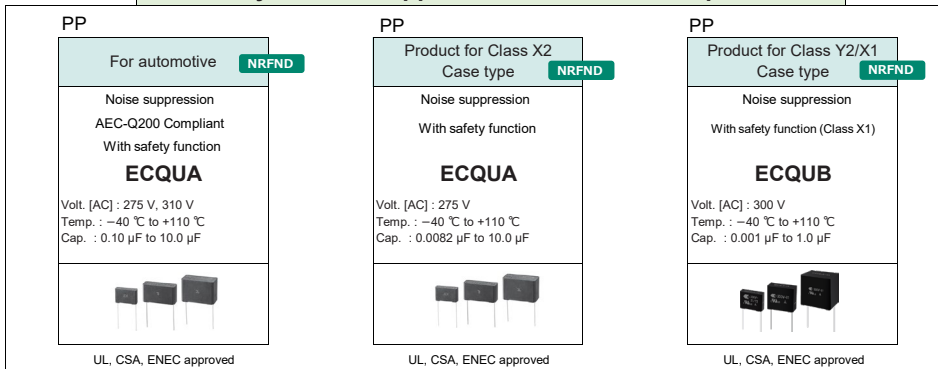 PP
For automotive
NRFND
Noise suppression
AEC-Q200 Compliant
With safety function
ECQUA
Volt. [AC] : 275 V, 310 V
Temp. : −40 ℃ to +110 ℃
Cap. : 0.10 μF to 10.0 μF
UL, CSA, ENEC approved
PP
Product for Class X2
Case type
NRFND
Noise suppression
With safety function
ECQUA
Volt. [AC] : 275 V
Temp. : −40 ℃ to +110 ℃
Cap. : 0.0082 μF to 10.0 μF
UL, CSA, ENEC approved
PP
Product for Class Y2/X1
Case type
NRFND
Noise suppression
With safety function (Class X1)
ECQUB
Volt. [AC] : 300 V
Temp. : −40 ℃ to +110 ℃
Cap. : 0.001 μF to 1.0 μF
UL, CSA, ENEC approved